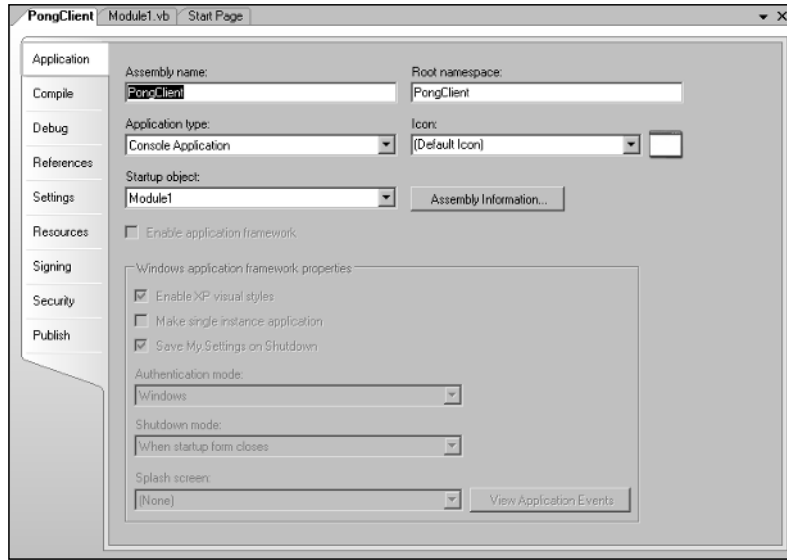 PongClient Module1.vb Start Page
Application
Compile
Debug
References
Settings
Resources
Signing
Security
Publish
Assembly name:
PongClient
Root namespace:
PongClient
Application type:
Console Application
Icon:
(Default Icon)
Startup object:
Module1
Assembly Information...
Enable application framework
Windows application framework properties
Enable XP visual styles
Make single instance application
Save My.Settings on Shutdown
Authentication mode:
Windows
Shutdown mode:
When startup form closes
Splash screen:
(None)
View Application Events